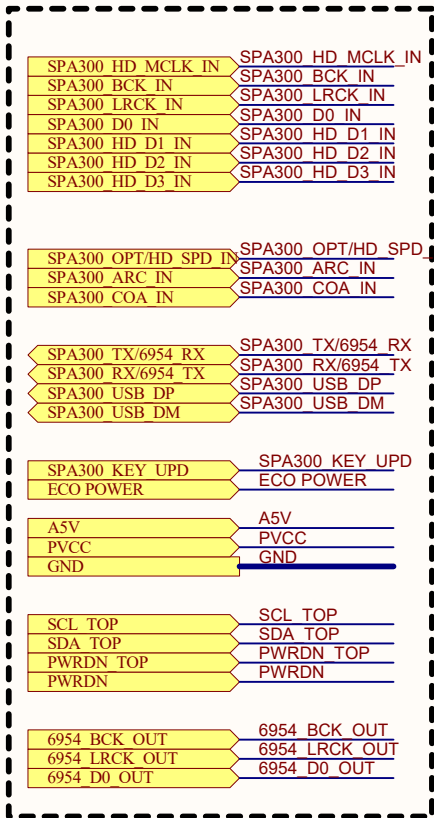 SPA300_HD_MCLK_IN SPA300_HD_MCLK_IN
SPA300_BCK_IN SPA300_BCK_IN
SPA300_LRCK_IN SPA300_LRCK_IN
SPA300_D0_IN SPA300_D0_IN
SPA300_HD_D1_IN SPA300_HD_D1_IN
SPA300_HD_D2_IN SPA300_HD_D2_IN
SPA300_HD_D3_IN SPA300_HD_D3_IN
SPA300_OPT/HD_SPD_IN SPA300_OPT/HD_SPD_
SPA300_ARC_IN SPA300_ARC_IN
SPA300_COA_IN SPA300_COA_IN
SPA300_TX/6954_RX SPA300_TX/6954_RX
SPA300_RX/6954_TX SPA300_RX/6954_TX
SPA300_USB_DP SPA300_USB_DP
SPA300_USB_DM SPA300_USB_DM
SPA300_KEY_UPD SPA300_KEY_UPD
ECO POWER ECO POWER
A5V A5V
PVCC PVCC
GND GND
SCL_TOP SCL_TOP
SDA_TOP SDA_TOP
PWRDN_TOP PWRDN_TOP
PWRDN PWRDN
6954_BCK_OUT 6954_BCK_OUT
6954_LRCK_OUT 6954_LRCK_OUT
6954_D0_OUT 6954_D0_OUT